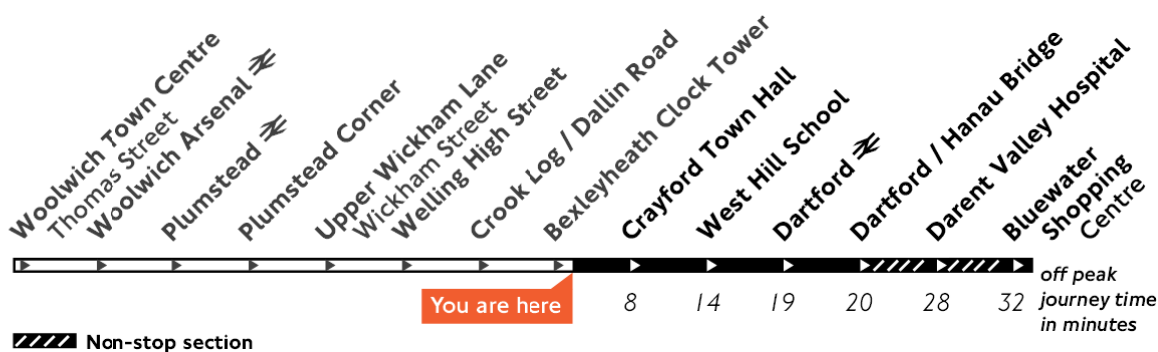 Woolwich Town Centre
Thomas Street
Woolwich Arsenal
Plumstead
Plumstead Corner
Upper Wickham Lane
Wickham Street
Welling High Street
Crook Log / Dallin Road
Bexleyheath Clock Tower
Crayford Town Hall
West Hill School
Dartford
Dartford / Hanau Bridge
Darent Valley Hospital
Bluewater
Shopping
Centre
You are here
8 14 19 20 28 32
off peak
journey time
in minutes
Non-stop section